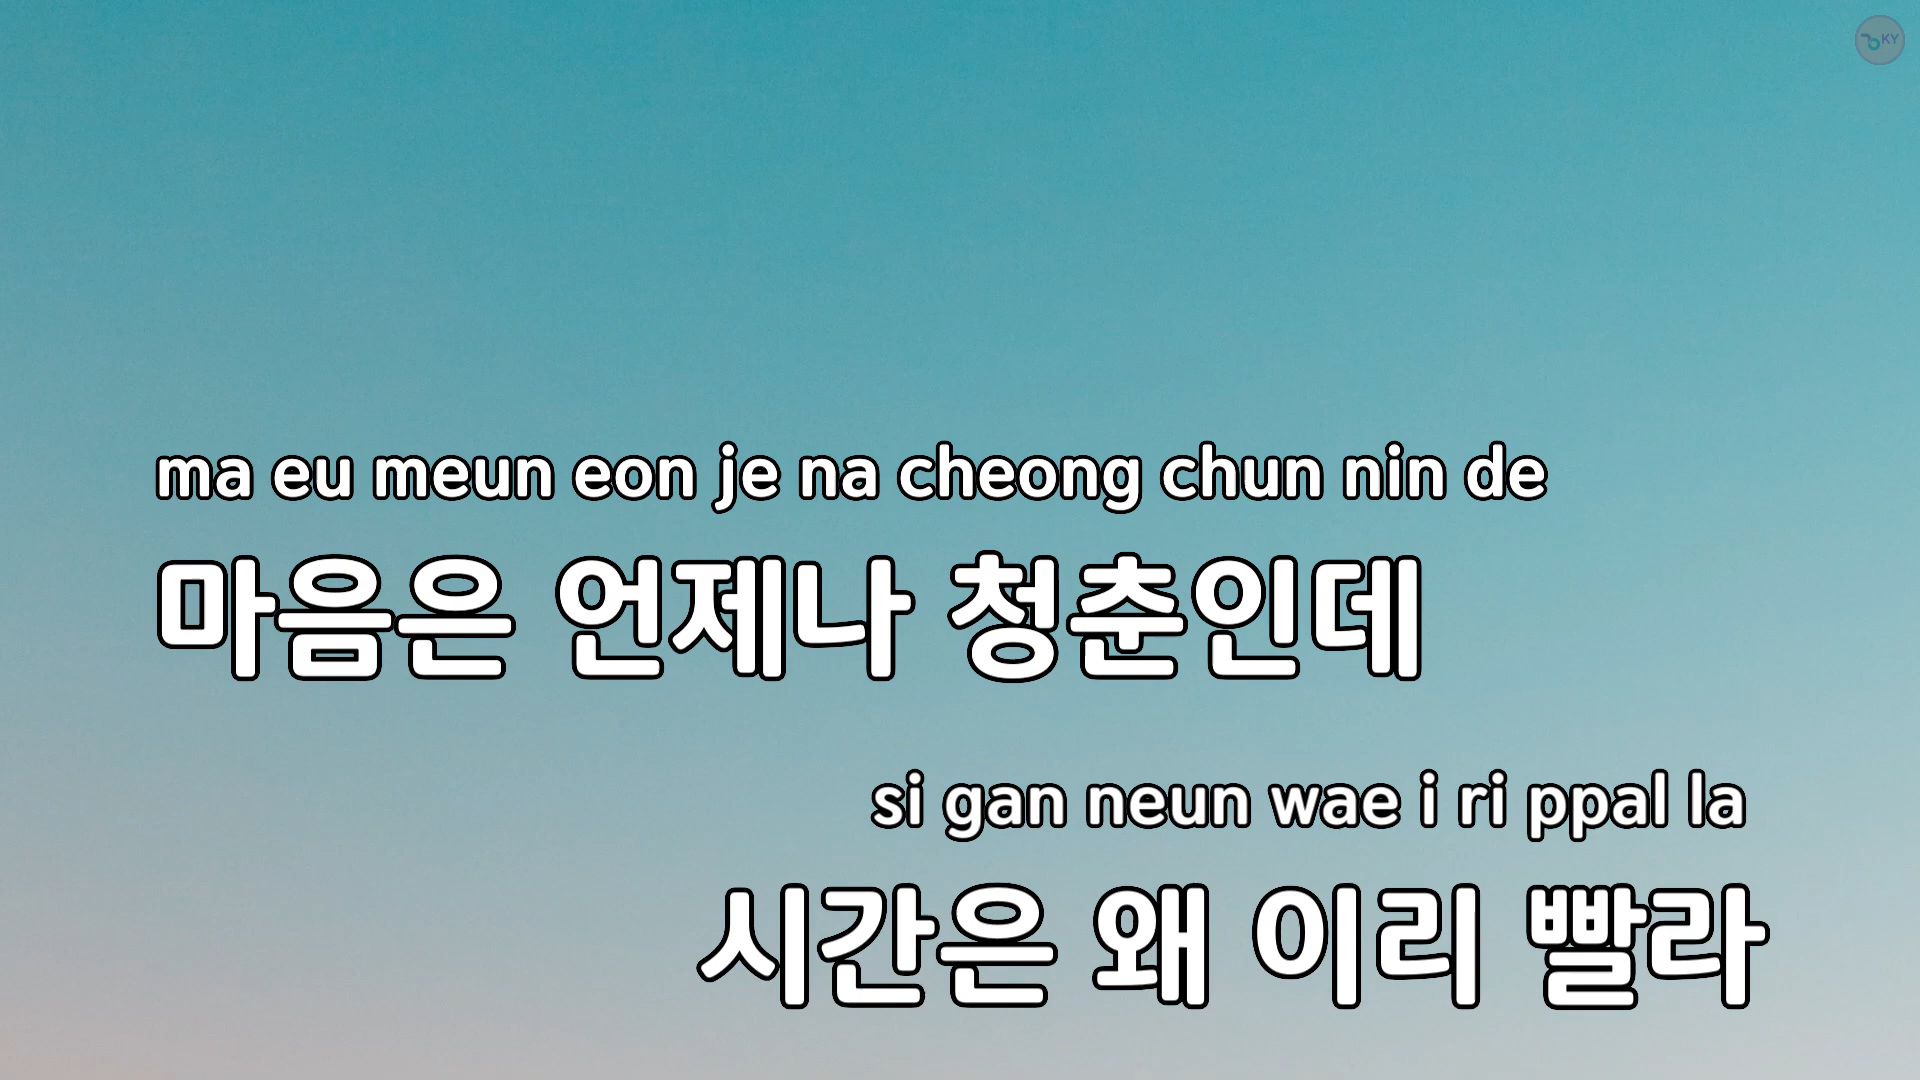 KY
ma eu meun eon je na cheong chun nin de
마음은 언제나 청춘인데
si gan neun wae i ri ppal la
시간은 왜 이리 빨라